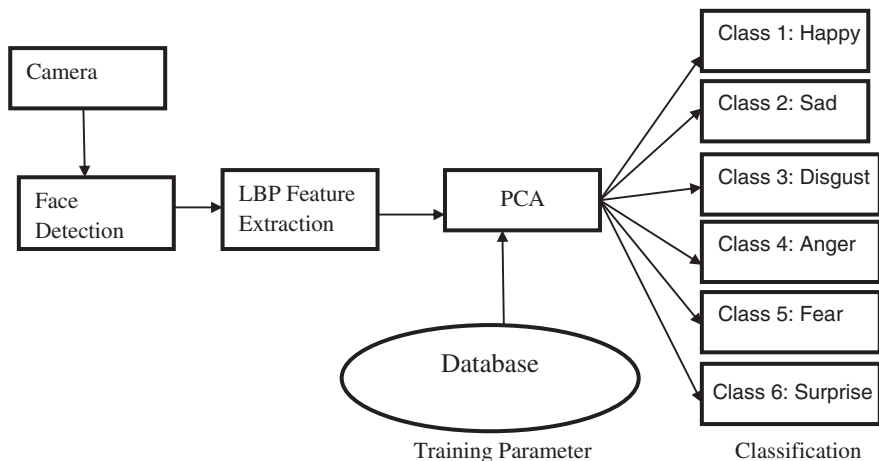 Camera
Face
Detection
LBP Feature
Extraction
PCA
Database
Training Parameter
Class 1: Happy
Class 2: Sad
Class 3: Disgust
Class 4: Anger
Class 5: Fear
Class 6: Surprise
Classification